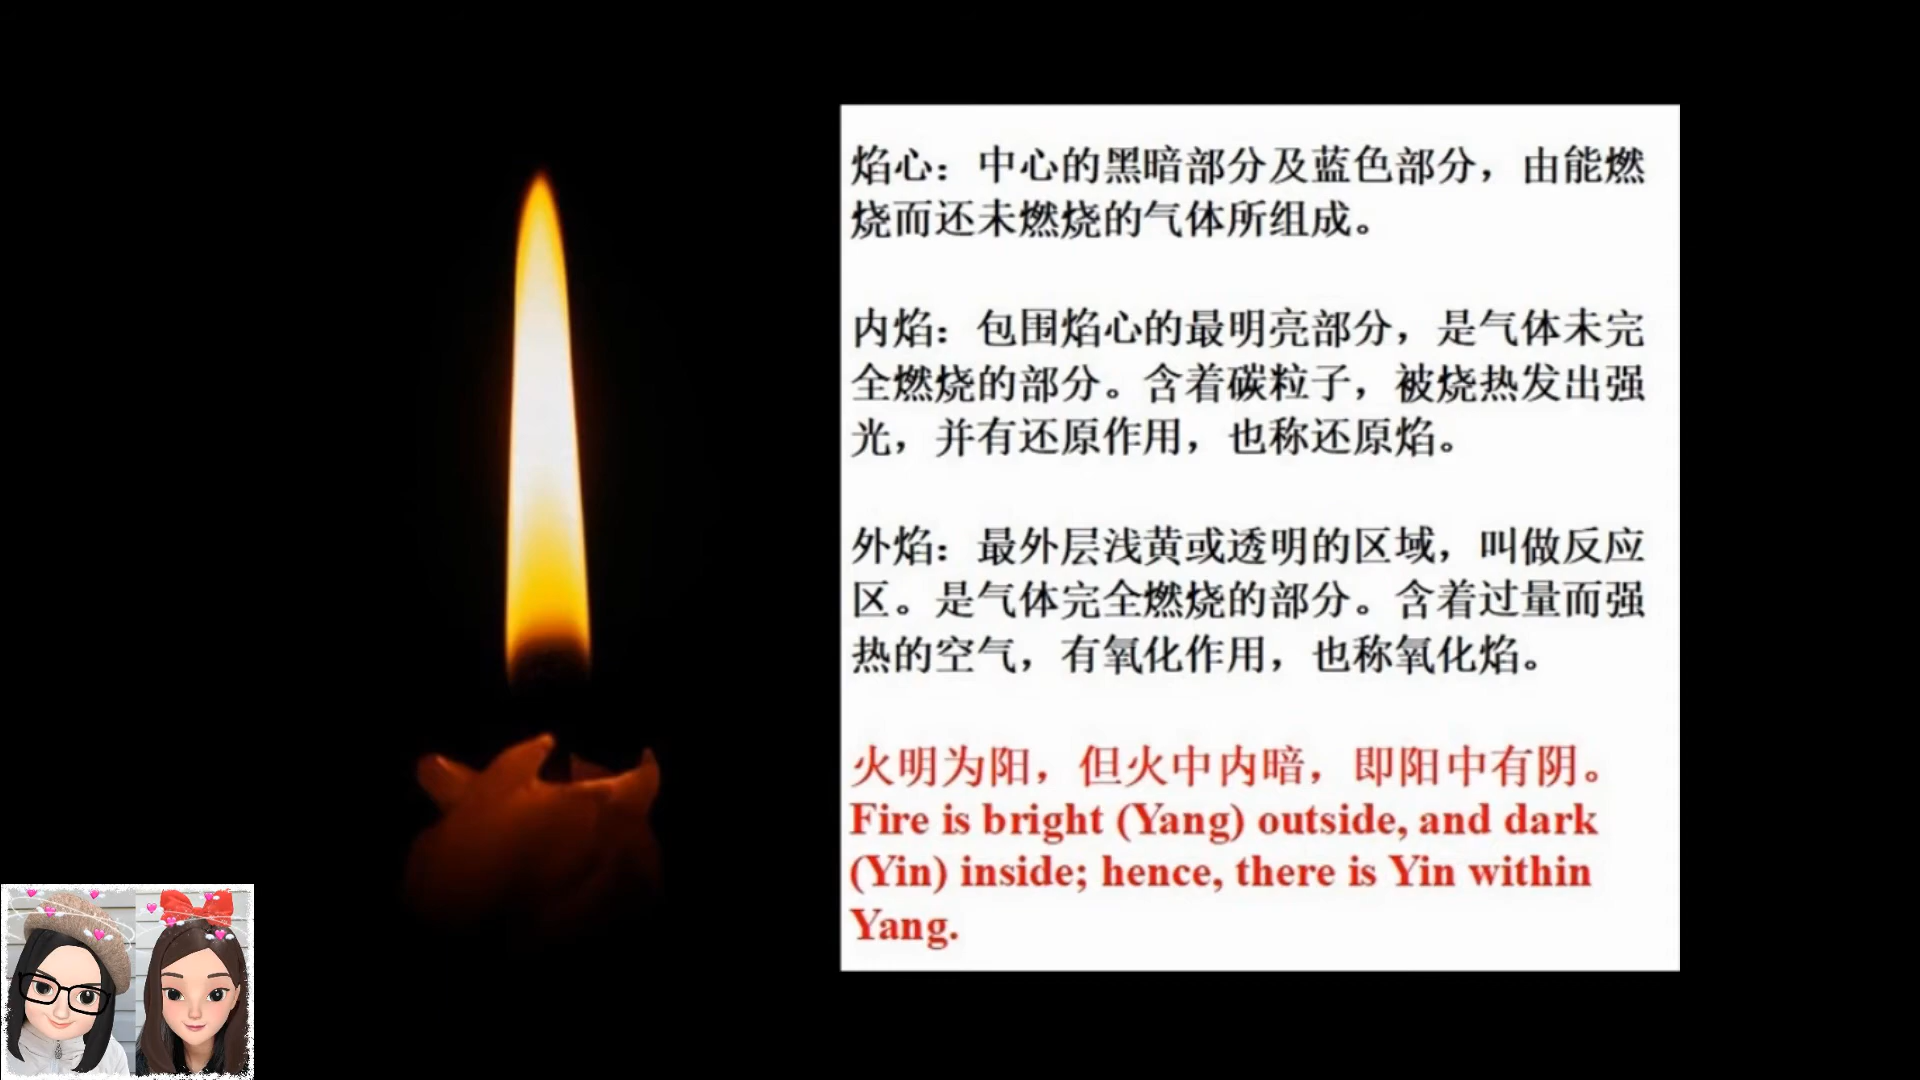 焰心：中心的黑暗部分及蓝色部分，由能燃
烧而还未燃烧的气体所组成。
内焰：包围焰心的最明亮部分，是气体未完
全燃烧的部分。含着碳粒子，被烧热发出强
光，并有还原作用，也称还原焰。
外焰：最外层浅黄或透明的区域，叫做反应
区。是气体完全燃烧的部分。含着过量而强
热的空气，有氧化作用，也称氧化焰。
火明为阳，但火中内暗，即阳中有阴。
Fire is bright (Yang) outside, and dark
(Yin) inside; hence, there is Yin within
Yang.